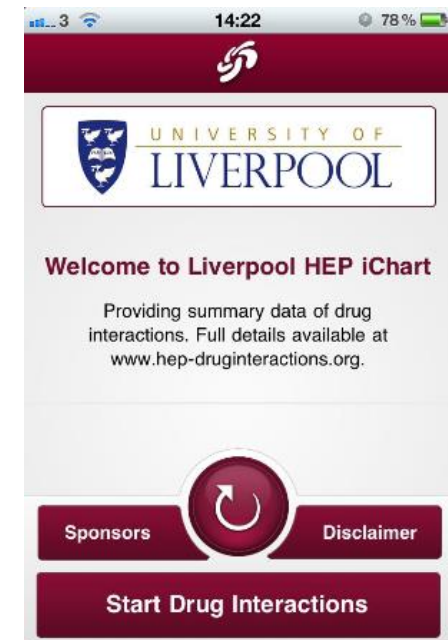 3 14:22 78%
UNIVERSITY OF
LIVERPOOL
Welcome to Liverpool HEP iChart
Providing summary data of drug
interactions. Full details available at
www.hep-druginteractions.org.
Sponsors
Disclaimer
Start Drug Interactions